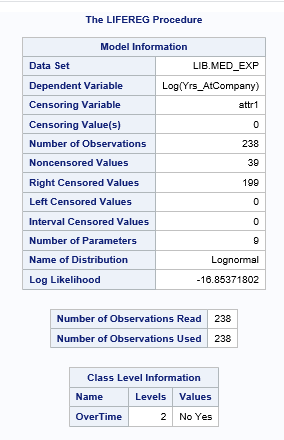 The LIFEREG Procedure
Model Information
Data Set LIB.MED_EXP
Dependent Variable Log(Yrs_AtCompany)
Censoring Variable attr1
Censoring Value(s) 0
Number of Observations 238
Noncensored Values 39
Right Censored Values 199
Left Censored Values 0
Interval Censored Values 0
Number of Parameters 9
Name of Distribution Lognormal
Log Likelihood -16.85371802
Number of Observations Read 238
Number of Observations Used 238
Class Level Information
Name Levels Values
OverTime 2 No Yes